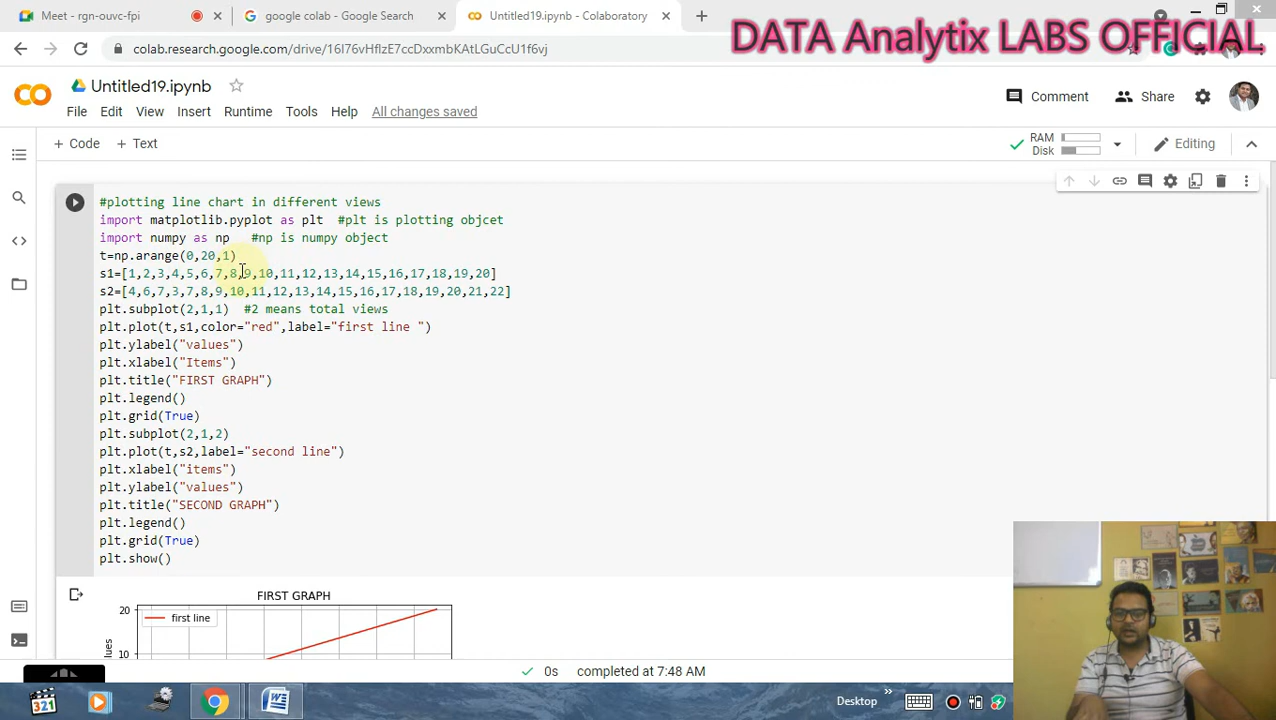 Meet - rgn-ouvc-fpi
google colab - Google Search
Untitled19.ipynb - Colaboratory
colab.research.google.com/drive/16I76vHflzE7ccDxxmbKAtLGuCcU1f6vj
DATA Analytix LABS OFFICIAL
Untitled19.ipynb
Comment
Share
File Edit View Insert Runtime Tools Help All changes saved
+ Code + Text
RAM
Disk
Editing
#plotting line chart in different views
import matplotlib.pyplot as plt #plt is plotting objcet
import numpy as np #np is numpy object
t=np.arange(0,20,1)
s1=[1,2,3,4,5,6,7,8,9,10,11,12,13,14,15,16,17,18,19,20]
s2=[4,6,7,3,7,8,9,10,11,12,13,14,15,16,17,18,19,20,21,22]
plt.subplot(2,1,1) #2 means total views
plt.plot(t,s1,color="red",label="first line ")
plt.ylabel("values")
plt.xlabel("Items")
plt.title("FIRST GRAPH")
plt.legend()
plt.grid(True)
plt.subplot(2,1,2)
plt.plot(t,s2,label="second line")
plt.xlabel("items")
plt.ylabel("values")
plt.title("SECOND GRAPH")
plt.legend()
plt.grid(True)
plt.show()
FIRST GRAPH
20
first line
10
0s completed at 7:48 AM
321
Desktop